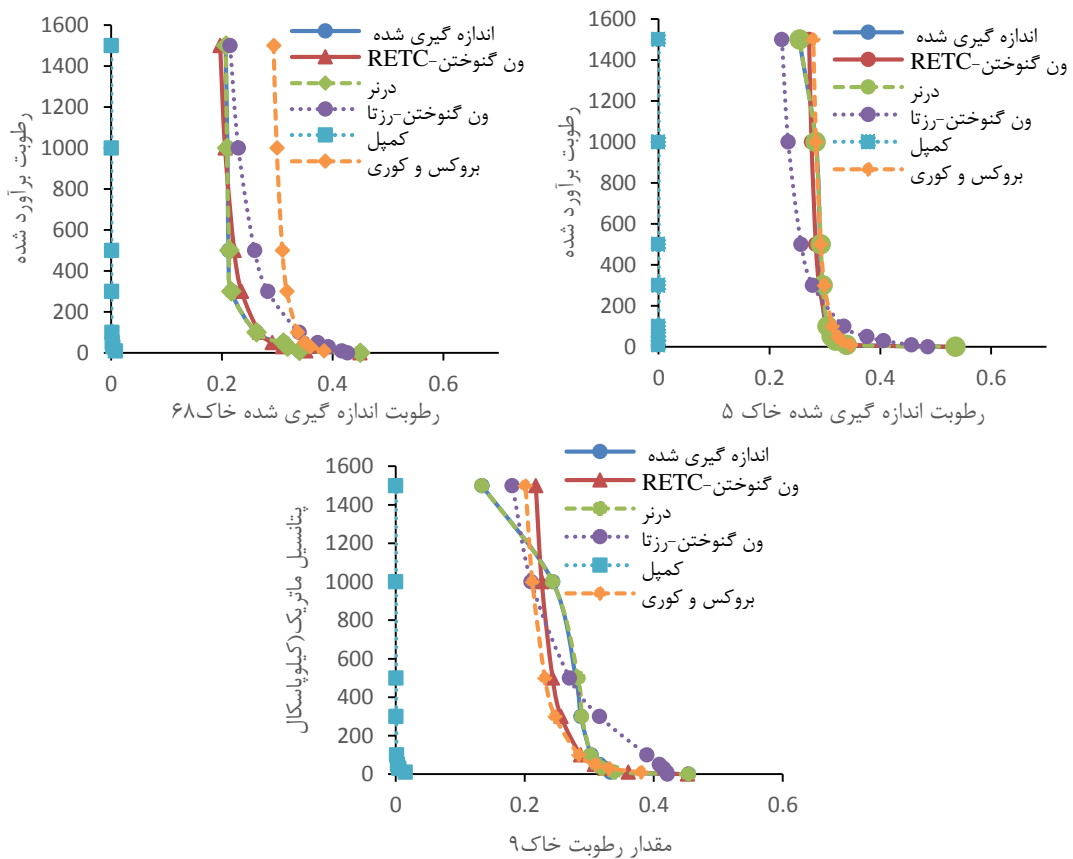 1600
1400
1200
1000
800
600
400
200
0
0 0.2 0.4 0.6
رطوبت برآورد شده
رطوبت اندازه گیری شده خاک۶۸
اندازه گیری شده
ون گنوختن-RETC
درنر
ون گنوختن-رزتا
کمپل
بروکس و کوری
1600
1400
1200
1000
800
600
400
200
0
0 0.2 0.4 0.6
رطوبت برآورد شده
رطوبت اندازه گیری شده خاک ۵
اندازه گیری شده
ون گنوختن-RETC
درنر
ون گنوختن-رزتا
کمپل
بروکس و کوری
1600
1400
1200
1000
800
600
400
200
0
0 0.2 0.4 0.6
پتانسیل ماتریک(کیلوپاسکال
مقدار رطوبت خاک۹
اندازه گیری شده
ون گنوختن-RETC
درنر
ون گنوختن-رزتا
کمپل
بروکس و کوری